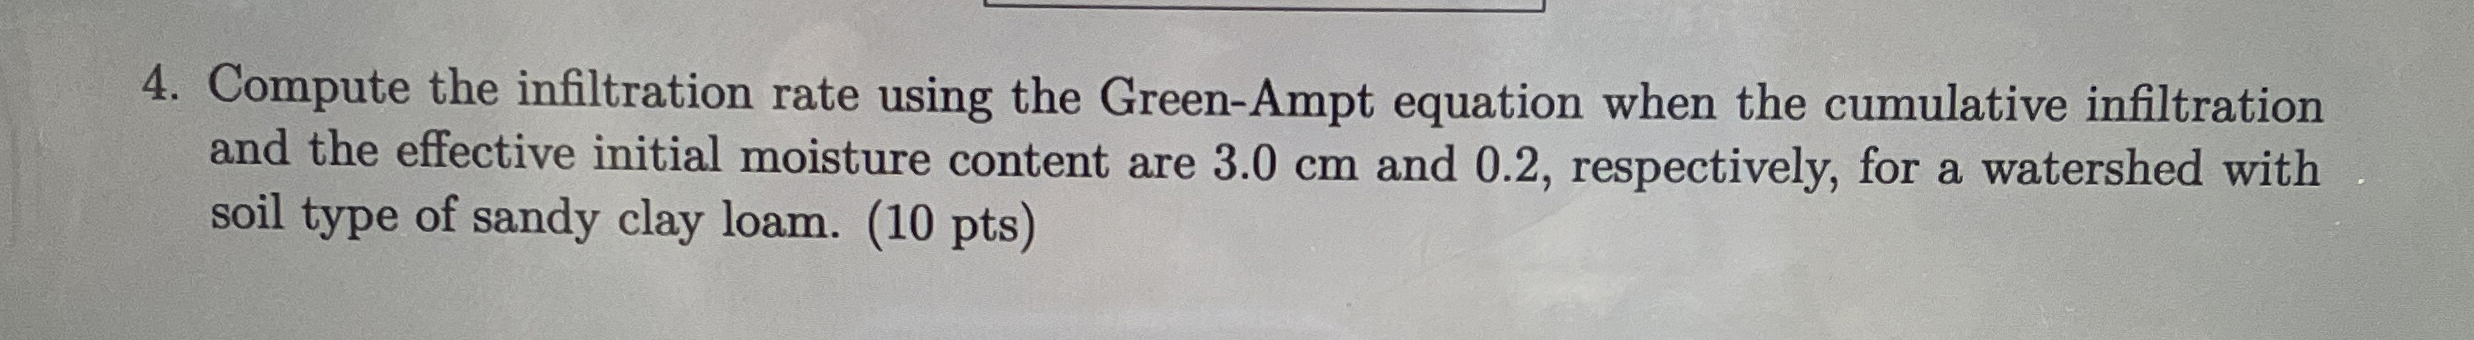 4. Compute the infiltration rate using the Green-Ampt equation when the cumulative infiltration
and the effective initial moisture content are 3.0 cm and 0.2, respectively, for a watershed with
soil type of sandy clay loam. (10 pts)